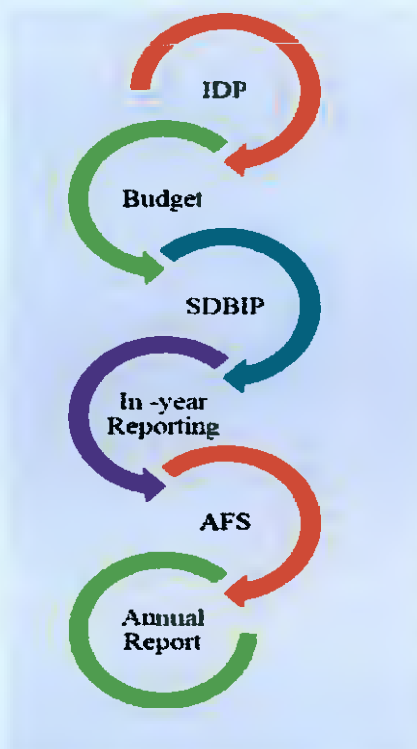 IDP
Budget
SDBIP
In -year
Reporting
AFS
Annual
Report